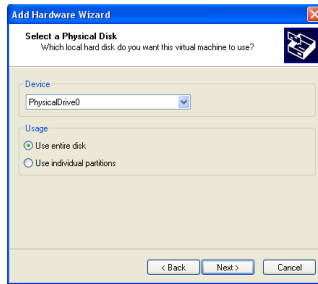 Add Hardware Wizard
Select a Physical Disk
Which local hard disk do you want this virtual machine to use?
Device
PhysicalDrive0
Usage
Use entire disk
Use individual partitions
< Back
Next >
Cancel